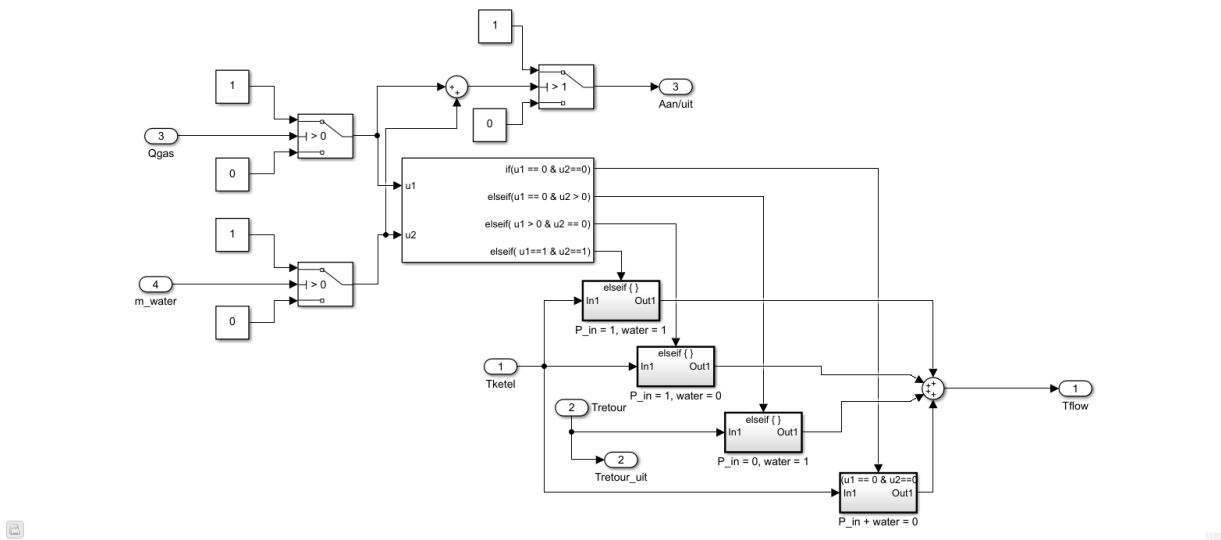 1
1
> 1
3
Aan/uit
0
1
3
Qgas
> 0
0
if(u1 == 0 & u2==0)
u1
elseif(u1 == 0 & u2 > 0)
elseif( u1 > 0 & u2 == 0)
u2
elseif( u1==1 & u2==1)
1
4
m_water
> 0
0
elseif { }
In1 Out1
P_in = 1, water = 1
1
Tketel
elseif { }
In1 Out1
P_in = 1, water = 0
1
Tflow
2 Tretour
elseif { }
In1 Out1
P_in = 0, water = 1
2
Tretour_uit
(u1 == 0 & u2==0
In1 Out1
P_in + water = 0
+
+
+
+
+
+